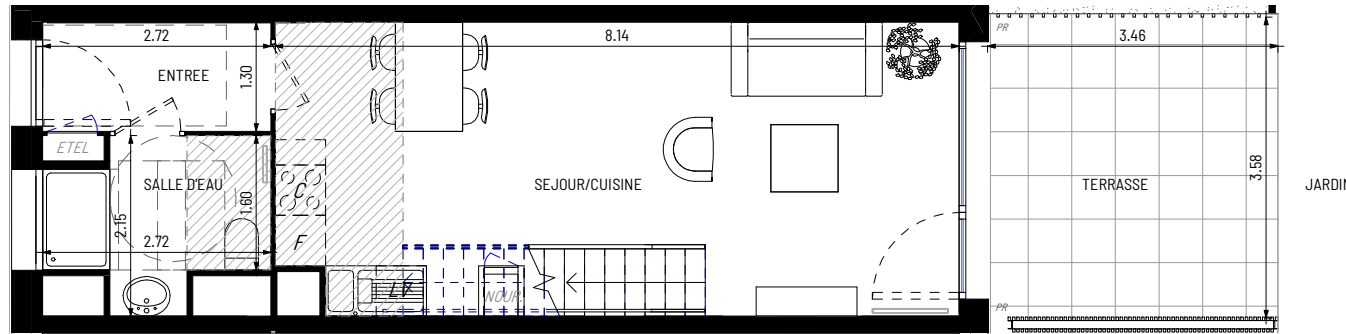 PR
2.72
8.14
3.46
ENTREE
1.30
ETEL
SALLE D'EAU
C
SEJOUR/CUISINE
TERRASSE
3.58
JARDIN
1.60
2.15
2.72
F
LV
NOUR.
PR